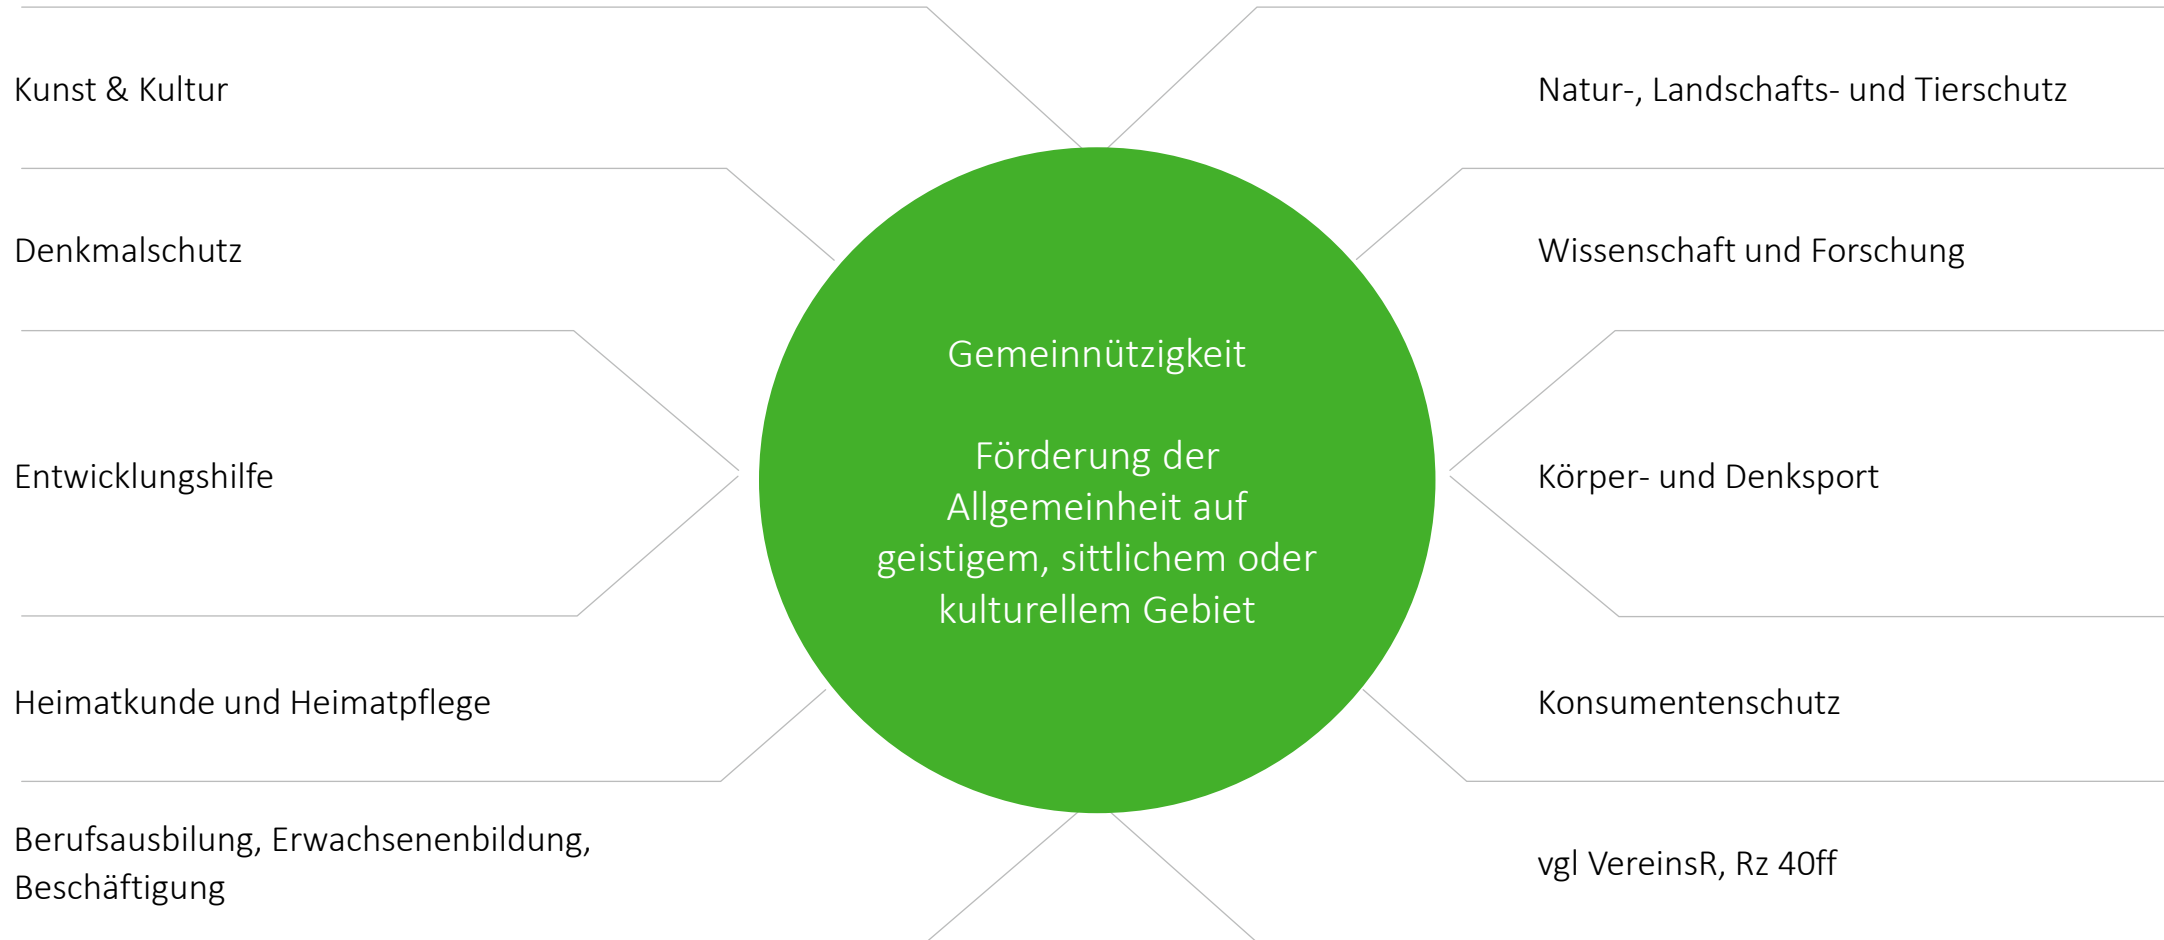 Kunst & Kultur
Denkmalschutz
Entwicklungshilfe
Heimatkunde und Heimatpflege
Berufsausbilung, Erwachsenenbildung,
Beschäftigung
Gemeinnützigkeit
Förderung der
Allgemeinheit auf
geistigem, sittlichem oder
kulturellem Gebiet
Natur-, Landschafts- und Tierschutz
Wissenschaft und Forschung
Körper- und Denksport
Konsumentenschutz
vgl VereinsR, Rz 40ff